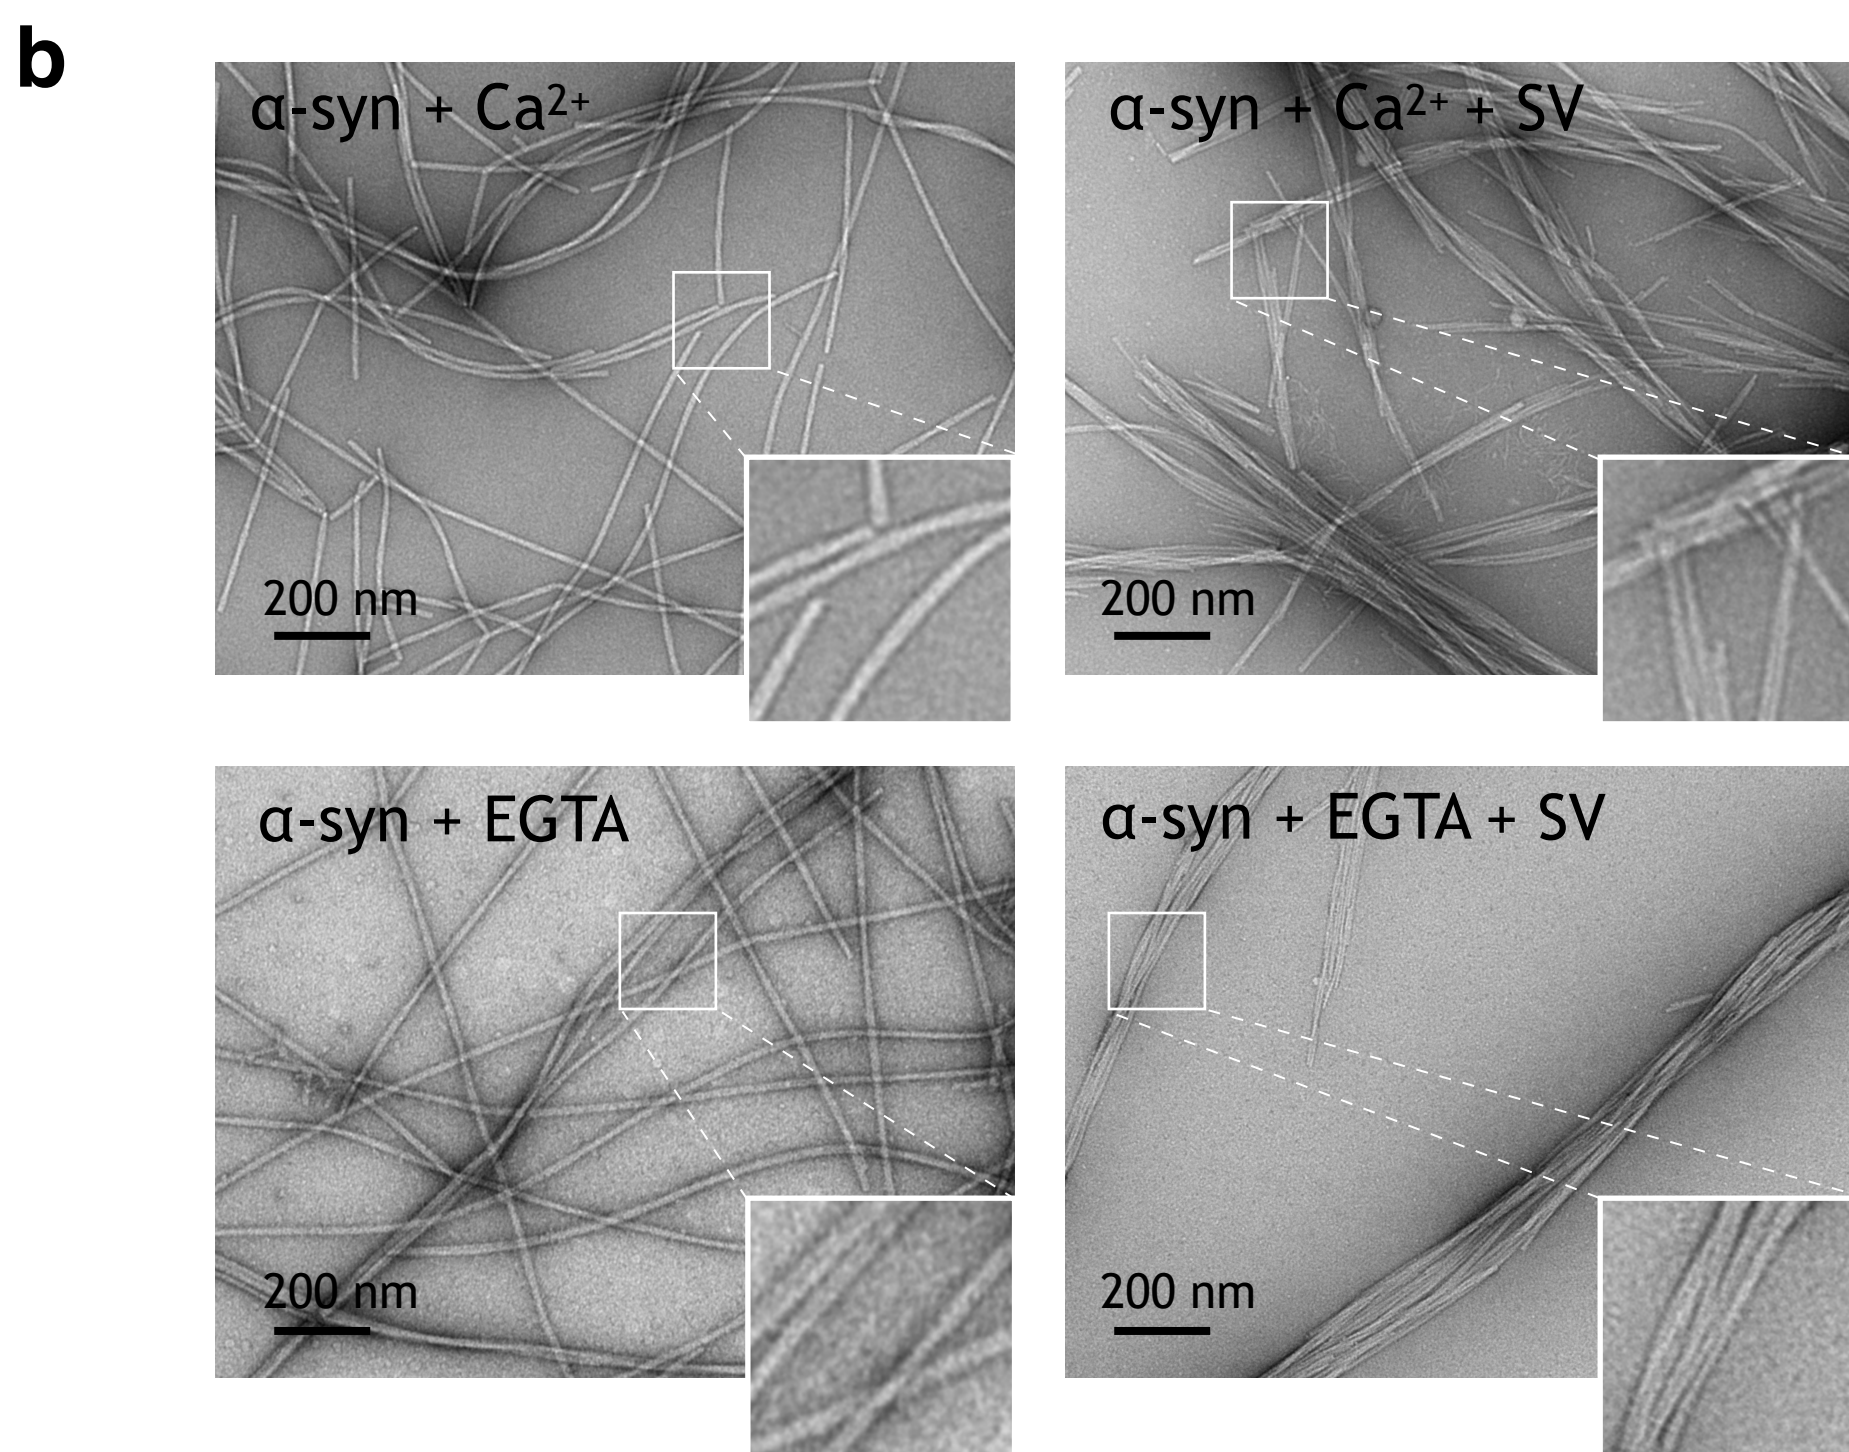 b
α-syn + Ca²⁺
α-syn + Ca²⁺ + SV
200 nm
200 nm
α-syn + EGTA
α-syn + EGTA + SV
200 nm
200 nm